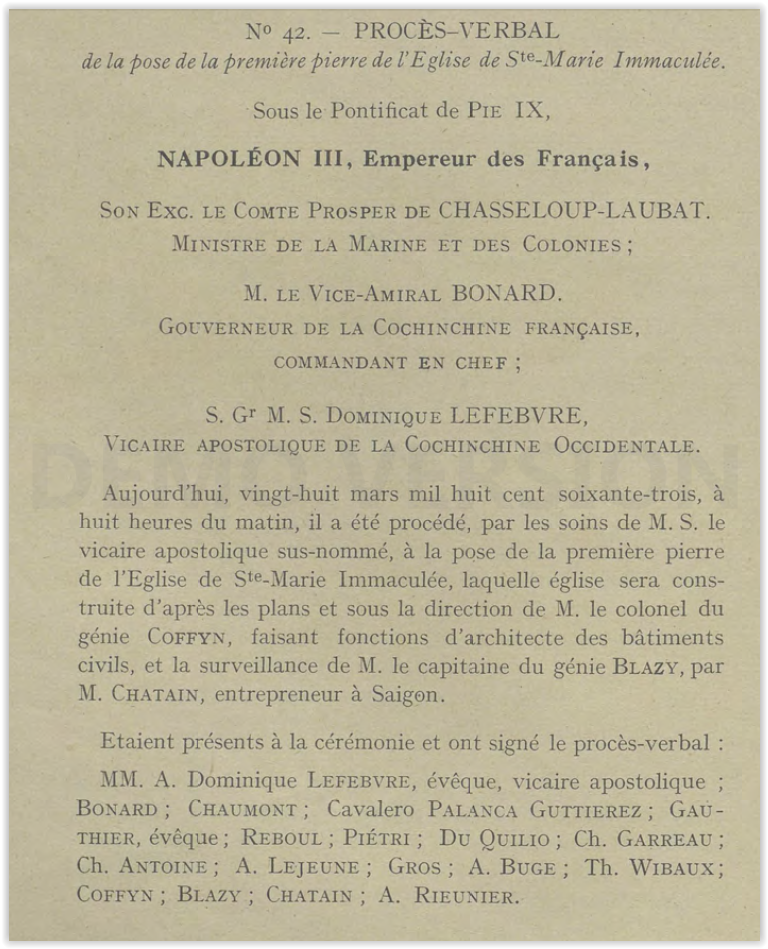 Nº 42. — PROCÈS-VERBAL
de la pose de la première pierre de l'Eglise de Ste-Marie Immaculée.
Sous le Pontificat de PIE IX,
NAPOLÉON III, Empereur des Français,
SON EXC. LE COMTE PROSPER DE CHASSELOUP-LAUBAT.
MINISTRE DE LA MARINE ET DES COLONIES ;
M. LE VICE-AMIRAL BONARD.
GOUVERNEUR DE LA COCHINCHINE FRANÇAISE,
COMMANDANT EN CHEF ;
S. Gr M. S. DOMINIQUE LEFEBVRE,
VICAIRE APOSTOLIQUE DE LA COCHINCHINE OCCIDENTALE.
Aujourd'hui, vingt-huit mars mil huit cent soixante-trois, à
huit heures du matin, il a été procédé, par les soins de M. S. le
vicaire apostolique sus-nommé, à la pose de la première pierre
de l'Eglise de Ste-Marie Immaculée, laquelle église sera cons-
truite d'après les plans et sous la direction de M. le colonel du
génie COFFYN, faisant fonctions d'architecte des bâtiments
civils, et la surveillance de M. le capitaine du génie BLAZY, par
M. CHATAIN, entrepreneur à Saigon.
Etaient présents à la cérémonie et ont signé le procès-verbal :
MM. A. Dominique LEFEBVRE, évêque, vicaire apostolique ;
BONARD ; CHAUMONT ; Cavalero PALANCA GUTTIEREZ ; GAU-
THIER, évêque ; REBOUL ; PIÉTRI ; DU QUILIO ; Ch. GARREAU ;
Ch. ANTOINE ; A. LEJEUNE ; GROS ; A. BUGE ; Th. WIBAUX ;
COFFYN ; BLAZY ; CHATAIN ; A. RIEUNIER.